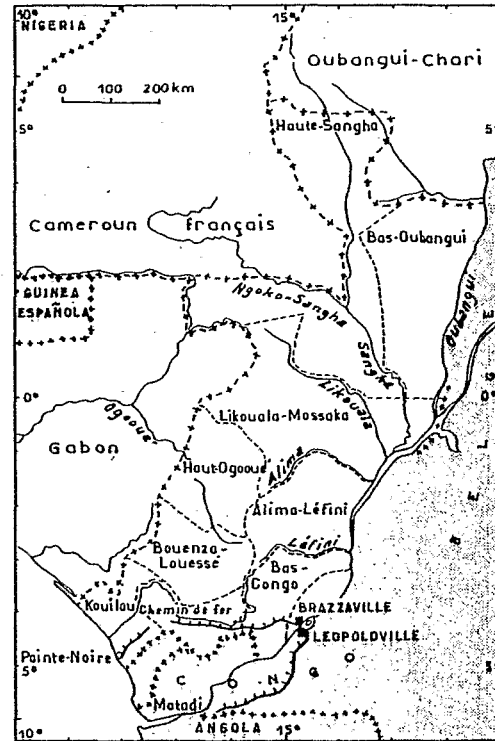 10°
15°
NIGERIA
Oubangui-Chari
0 100 200 km
Haute-Sangha
5°
5
Cameroun français
Bas-Oubangui
GUINEA
ESPAÑOLA
Ngoko-Sangha
Oubangui
Sangha
Likouala
0°
0°
Ogooue
Likouala-Mossaka
Gabon
Haut-Ogooue
Alima
Alima-Léfini
Léfini
Bouenza-
Louessé
Bas-
Congo
Kouilou
Chemin de fer
BRAZZAVILLE
LEOPOLDVILLE
Pointe-Noire
5°
C O N G O B E L G E
Matadi
10°
15°
ANGOLA